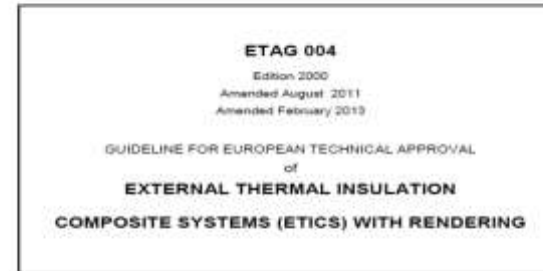 ETAG 004
Edition 2000
Amended August 2011
Amended February 2013
GUIDELINE FOR EUROPEAN TECHNICAL APPROVAL
of
EXTERNAL THERMAL INSULATION
COMPOSITE SYSTEMS (ETICS) WITH RENDERING